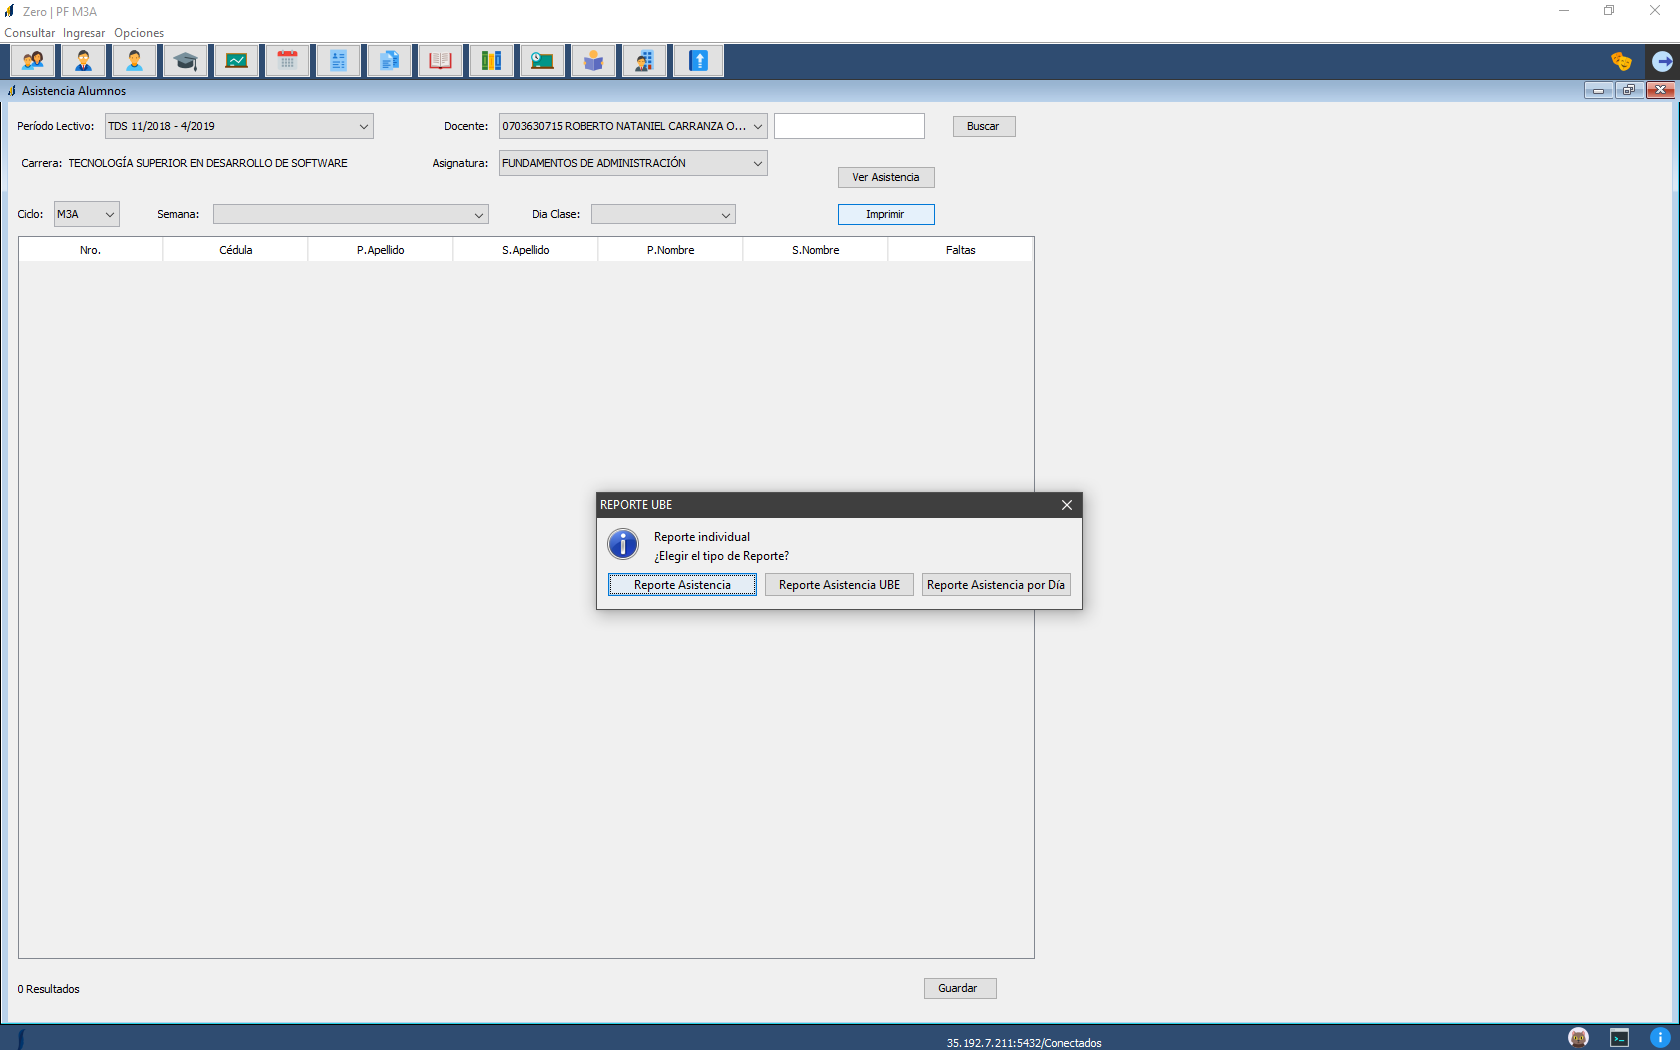 Zero | PF M3A
Consultar Ingresar Opciones
Asistencia Alumnos
Período Lectivo: TDS 11/2018 - 4/2019 Docente: 0703630715 ROBERTO NATANIEL CARRANZA O... Buscar
Carrera: TECNOLOGÍA SUPERIOR EN DESARROLLO DE SOFTWARE Asignatura: FUNDAMENTOS DE ADMINISTRACIÓN
Ver Asistencia
Ciclo: M3A Semana: Dia Clase: Imprimir
Nro. Cédula P.Apellido S.Apellido P.Nombre S.Nombre Faltas
REPORTE UBE
Reporte individual
¿Elegir el tipo de Reporte?
Reporte Asistencia Reporte Asistencia UBE Reporte Asistencia por Día
0 Resultados Guardar
35.192.7.211:5432/Conectados